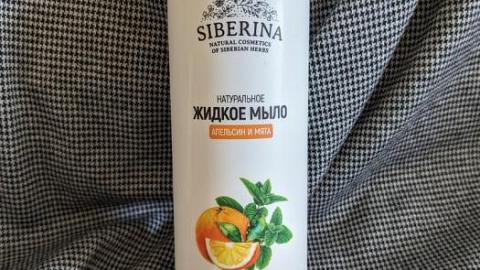 SIBERINA
NATURAL COSMETICS
OF SIBERIAN HERBS
НАТУРАЛЬНОЕ
ЖИДКОЕ МЫЛО
АПЕЛЬСИН И МЯТА